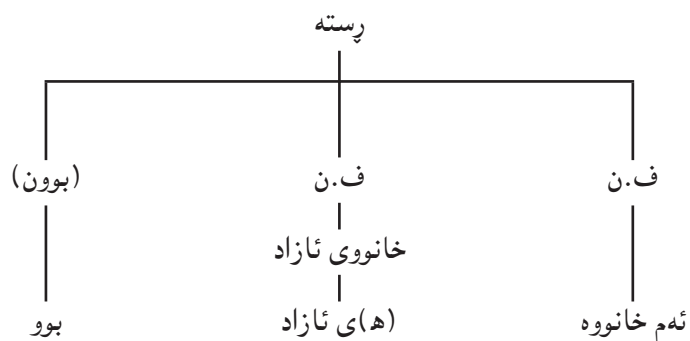 ڕستە
ف.ن ف.ن (بوون)
خانووی ئازاد
ئەم خانووە (ھ)ی ئازاد بوو